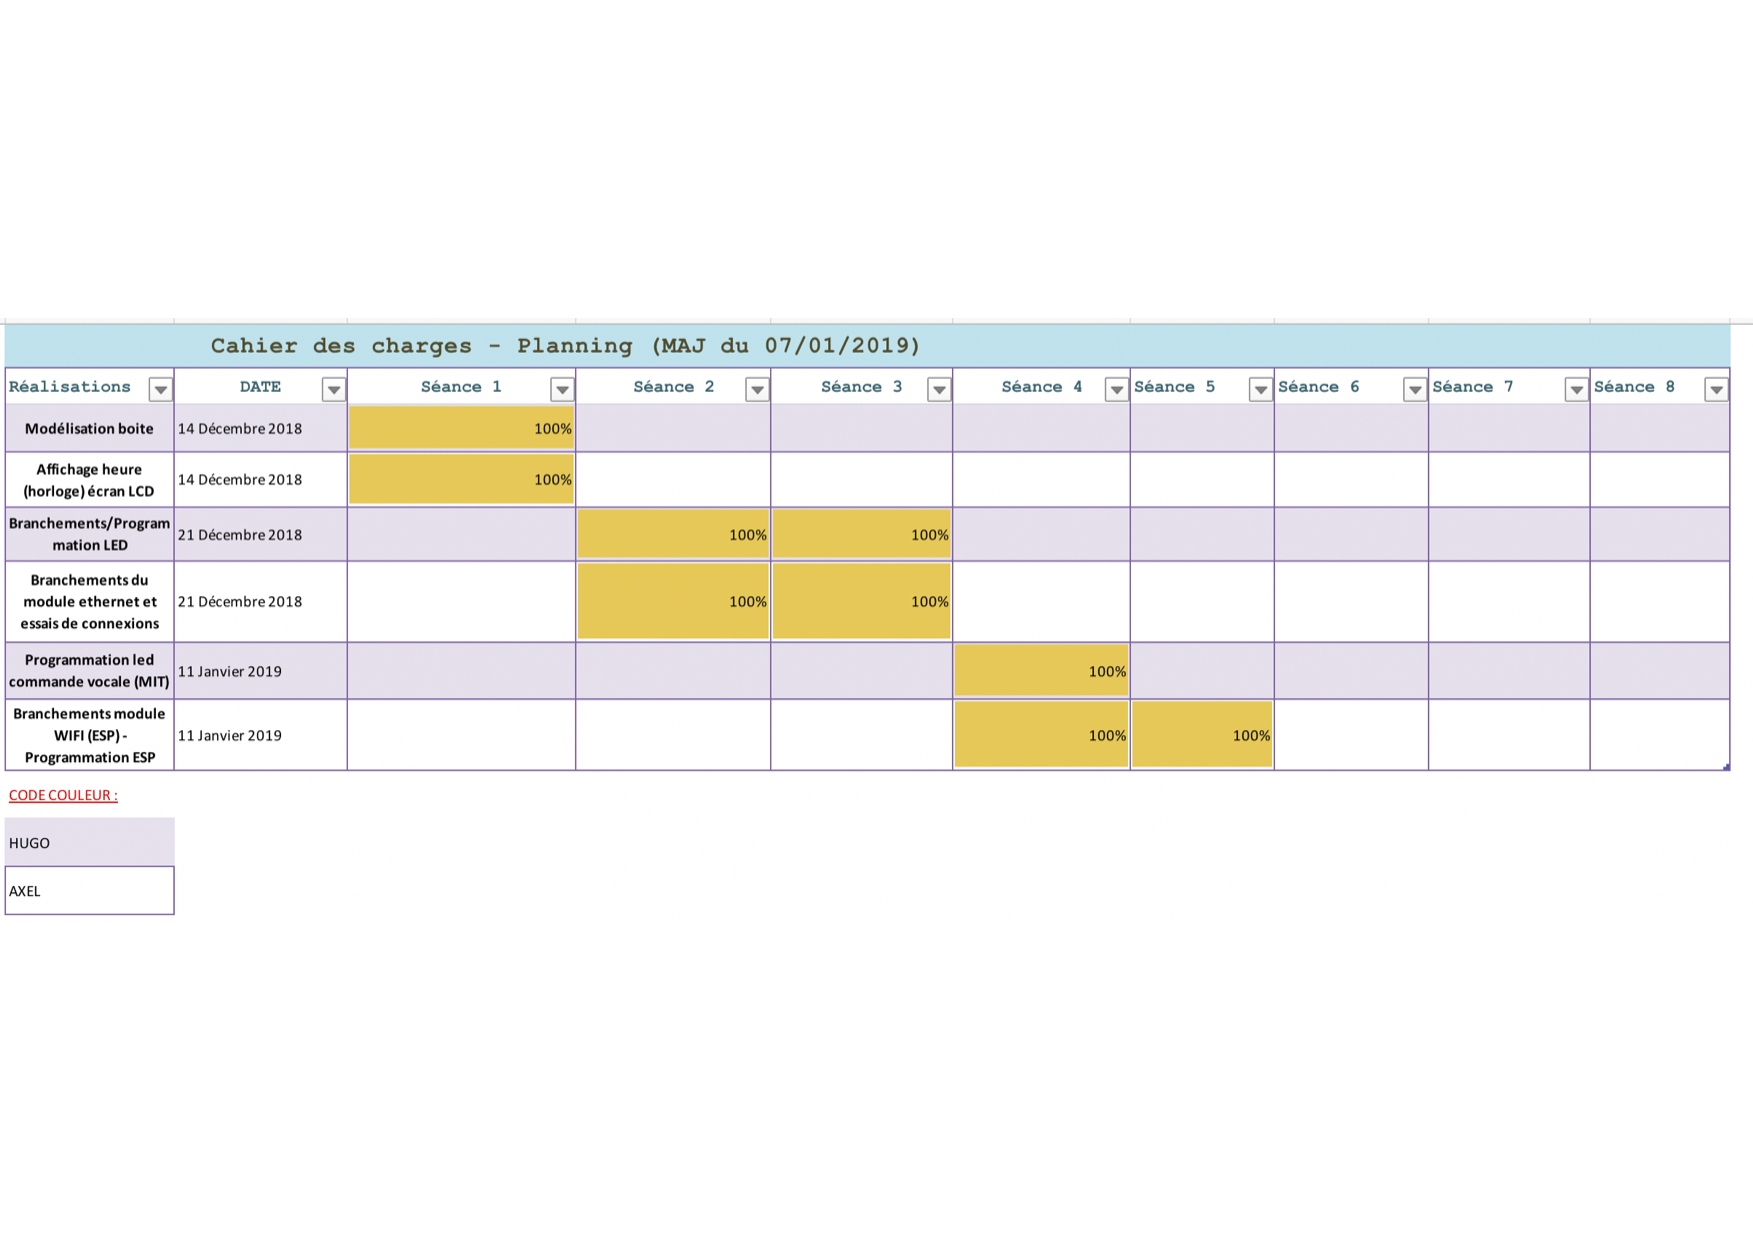 Cahier des charges - Planning (MAJ du 07/01/2019)
Réalisations DATE Séance 1 Séance 2 Séance 3 Séance 4 Séance 5 Séance 6 Séance 7 Séance 8
Modélisation boite 14 Décembre 2018 100%
Affichage heure
(horloge) écran LCD 14 Décembre 2018 100%
Branchements/Program
mation LED 21 Décembre 2018 100% 100%
Branchements du
module ethernet et
essais de connexions 21 Décembre 2018 100% 100%
Programmation led
commande vocale (MIT) 11 Janvier 2019 100%
Branchements module
WIFI (ESP) -
Programmation ESP 11 Janvier 2019 100% 100%
CODE COULEUR :
HUGO
AXEL